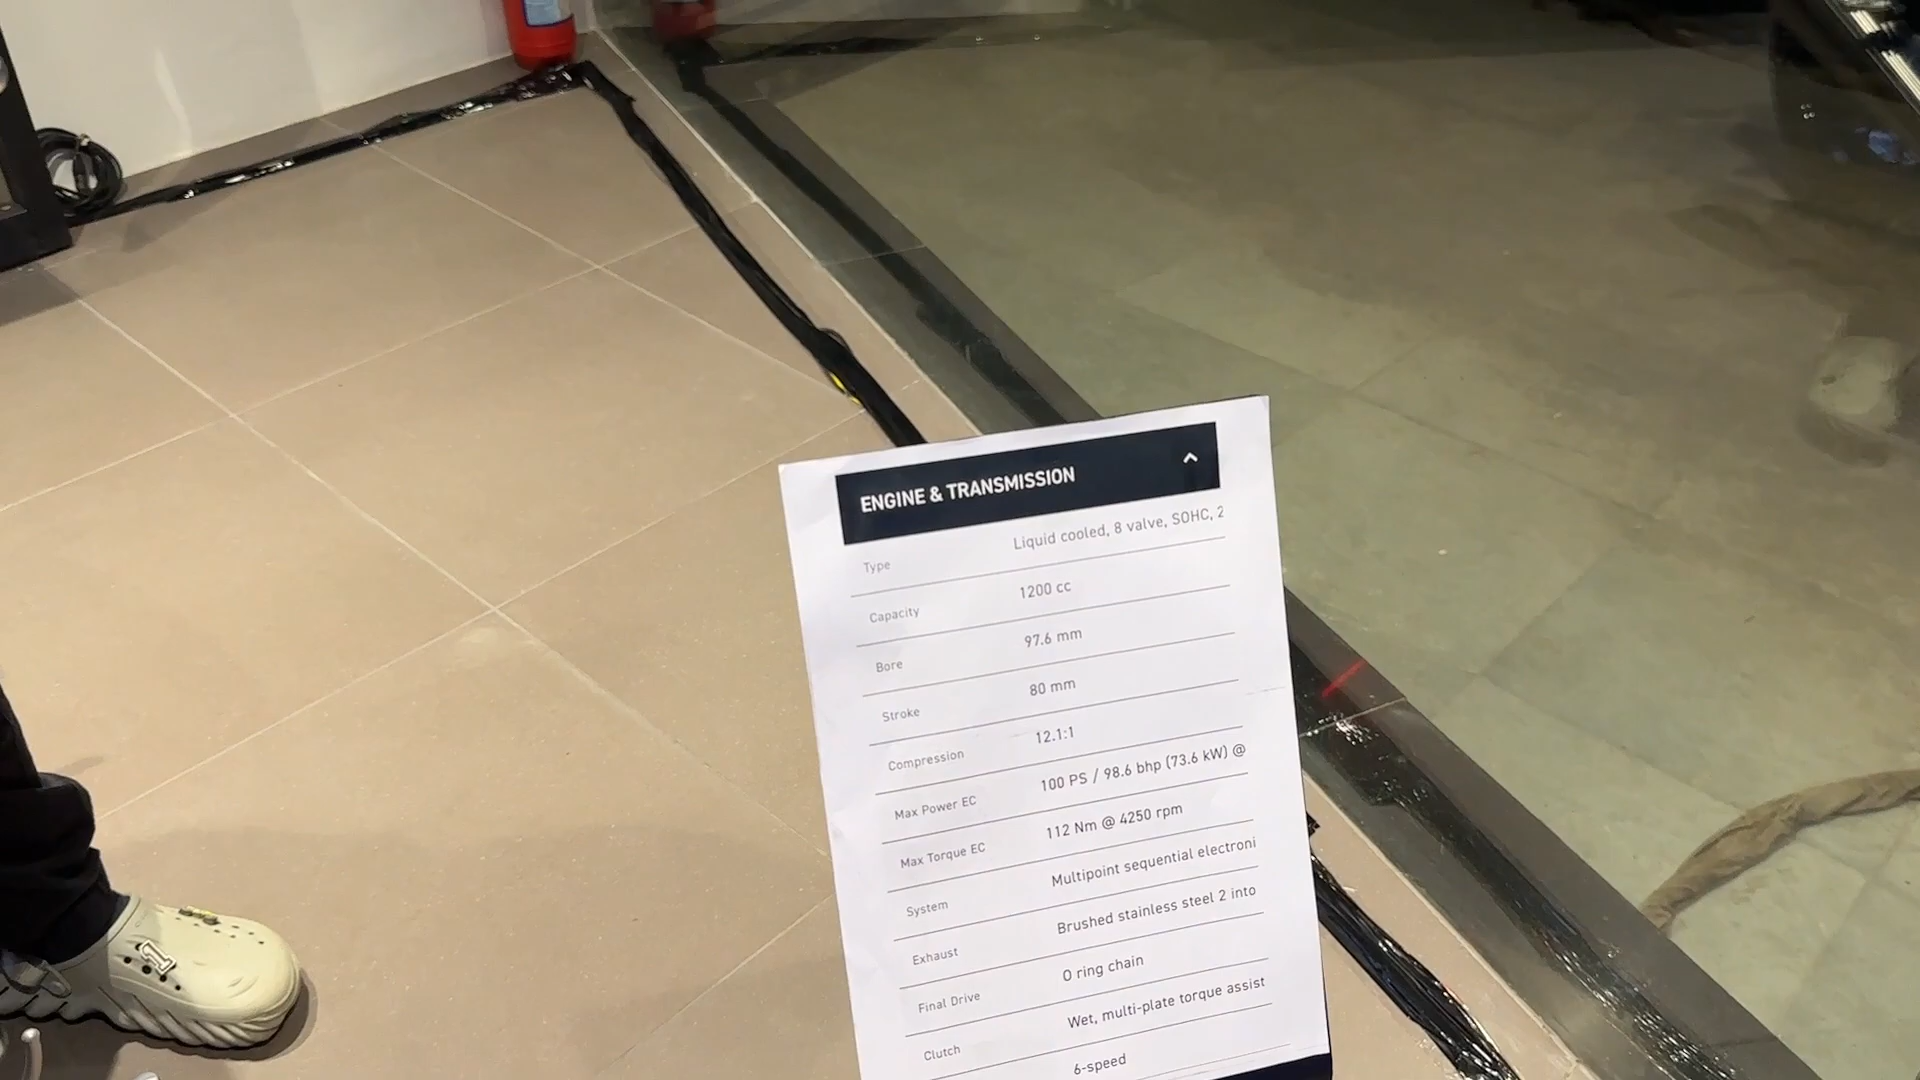 ENGINE & TRANSMISSION
Type Liquid cooled, 8 valve, SOHC, 2
Capacity 1200 cc
Bore 97.6 mm
Stroke 80 mm
Compression 12.1:1
Max Power EC 100 PS / 98.6 bhp (73.6 kW) @
Max Torque EC 112 Nm @ 4250 rpm
System Multipoint sequential electroni
Exhaust Brushed stainless steel 2 into
Final Drive O ring chain
Clutch Wet, multi-plate torque assist
6-speed
1